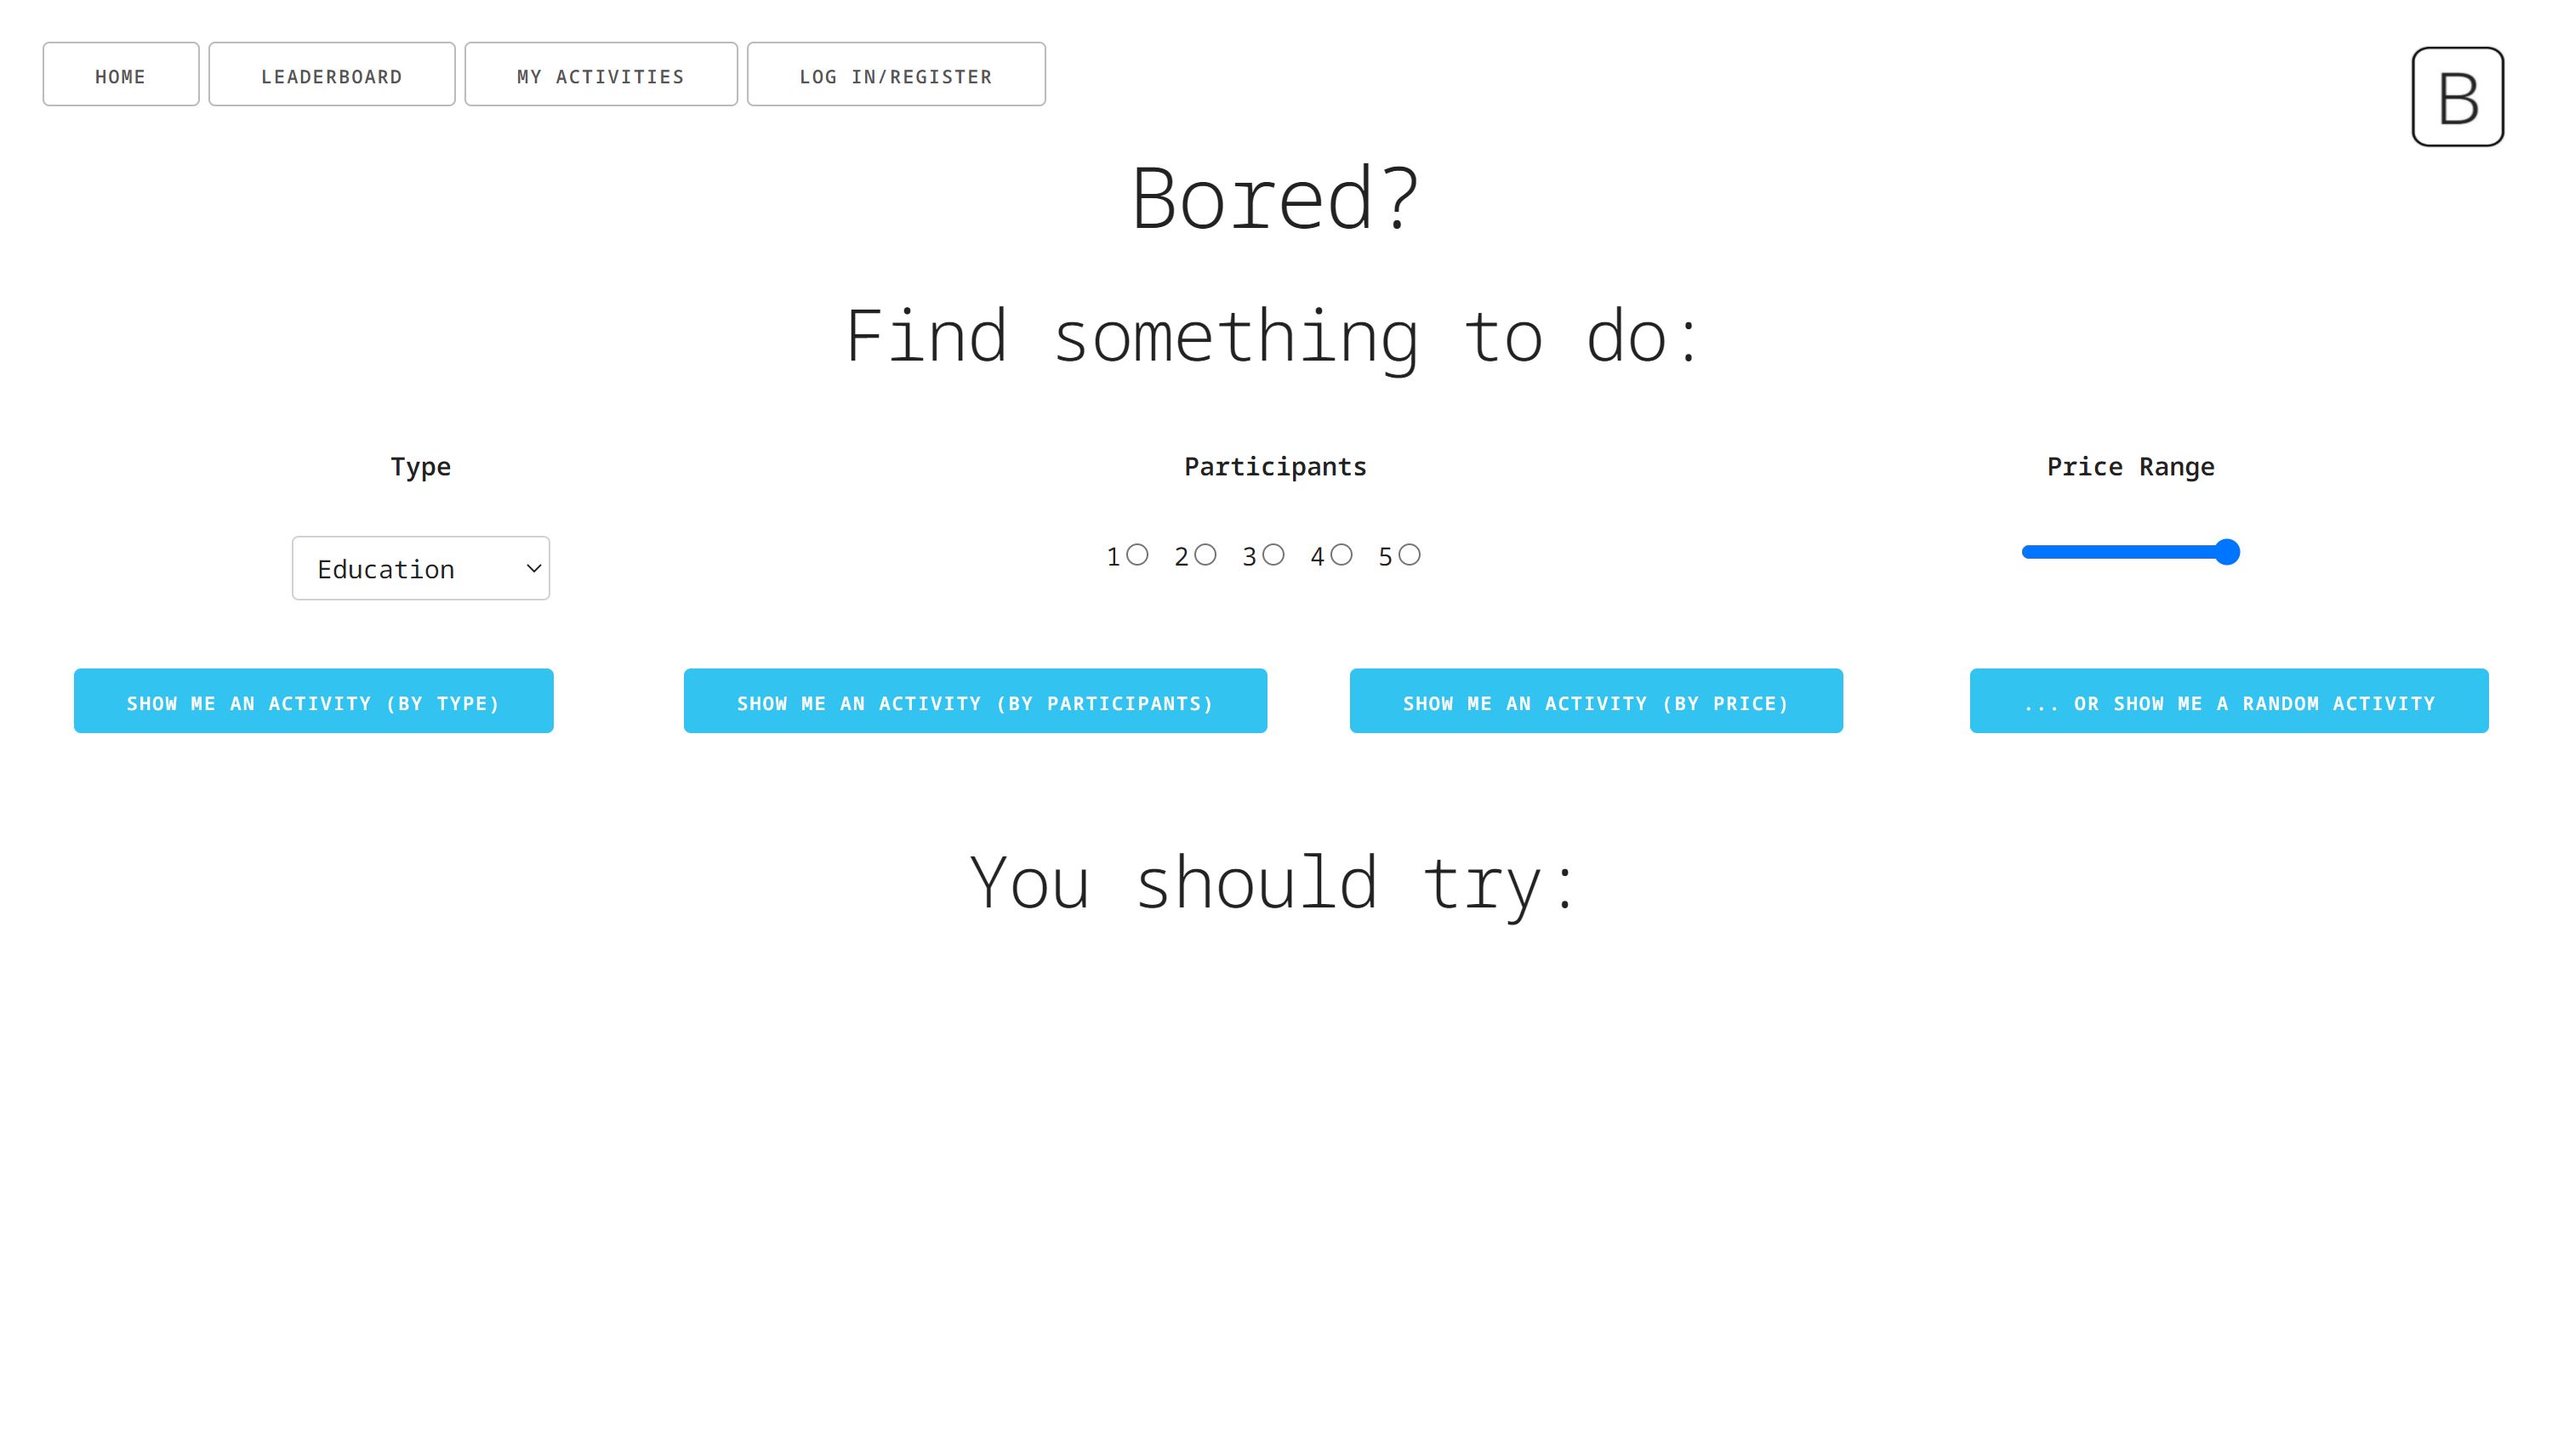 HOME LEADERBOARD MY ACTIVITIES LOG IN/REGISTER
B
Bored?
Find something to do:
Type Participants Price Range
Education 1 2 3 4 5
SHOW ME AN ACTIVITY (BY TYPE) SHOW ME AN ACTIVITY (BY PARTICIPANTS) SHOW ME AN ACTIVITY (BY PRICE) ... OR SHOW ME A RANDOM ACTIVITY
You should try: